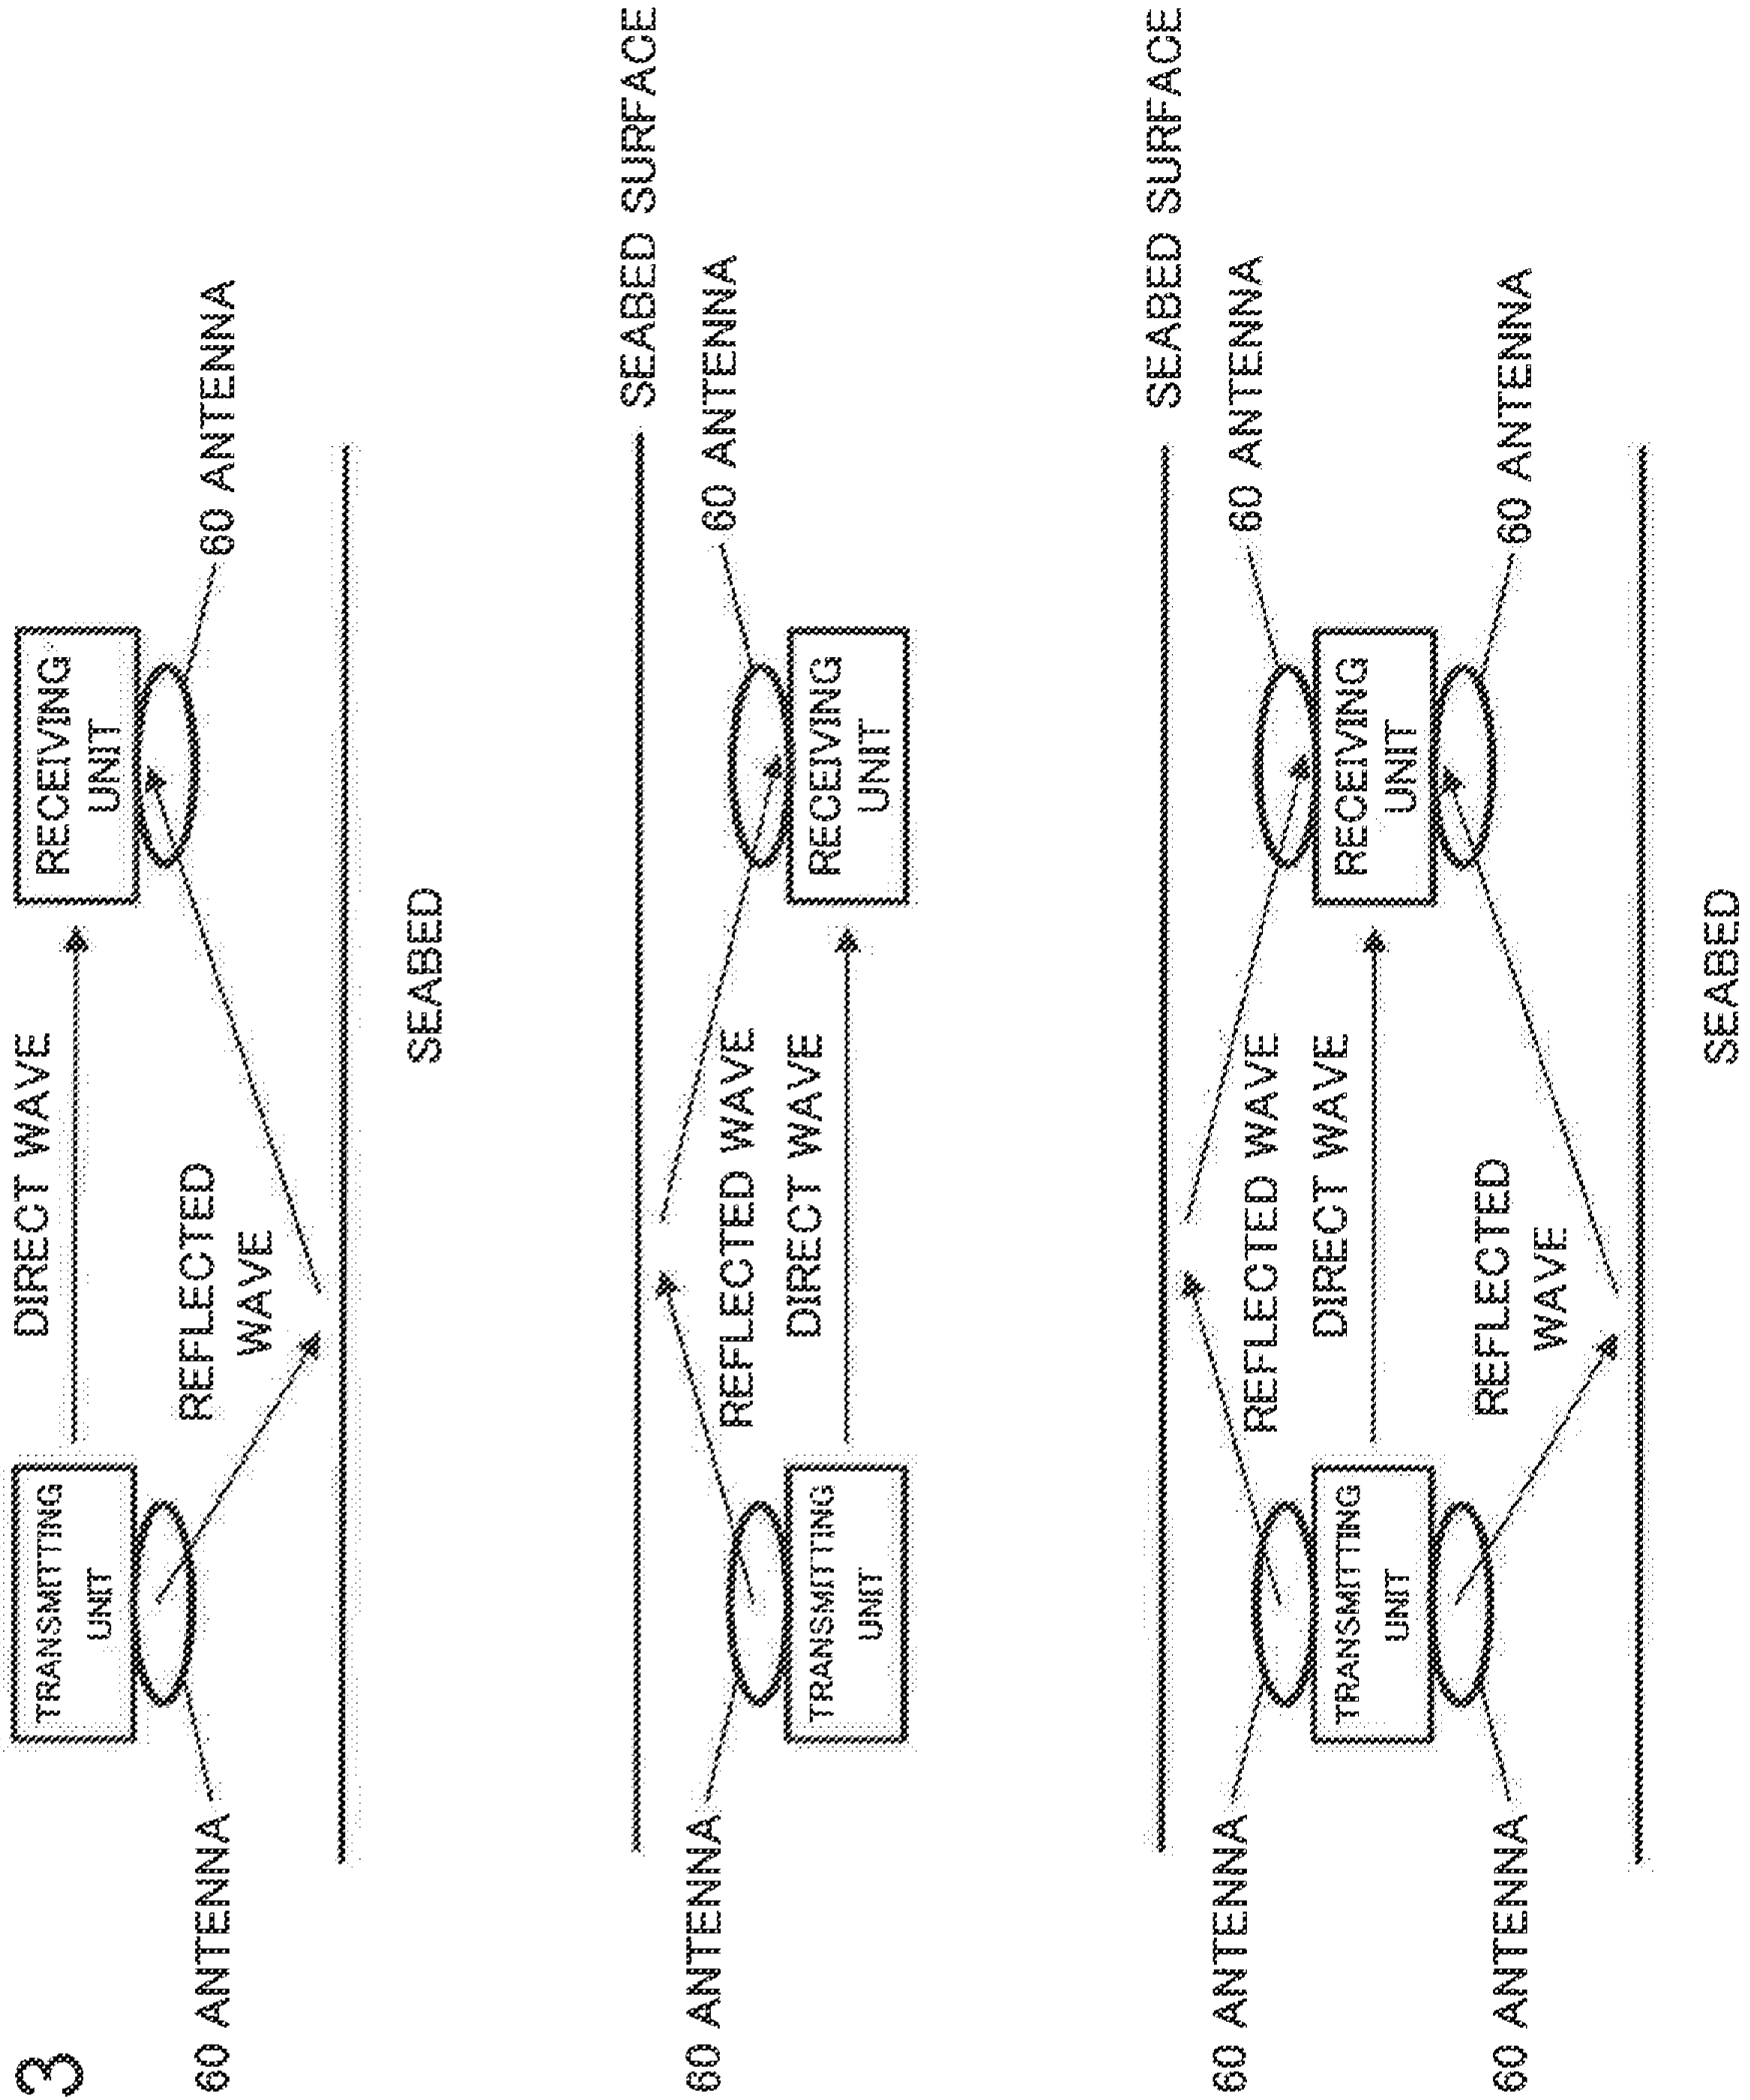 3
DIRECT WAVE
TRANSMITTING
UNIT
RECEIVING
UNIT
REFLECTED
WAVE
60 ANTENNA
60 ANTENNA
SEABED
SEABED SURFACE
60 ANTENNA
60 ANTENNA
REFLECTED WAVE
DIRECT WAVE
TRANSMITTING
UNIT
RECEIVING
UNIT
SEABED SURFACE
60 ANTENNA
60 ANTENNA
REFLECTED WAVE
DIRECT WAVE
TRANSMITTING
UNIT
RECEIVING
UNIT
REFLECTED
WAVE
60 ANTENNA
60 ANTENNA
SEABED